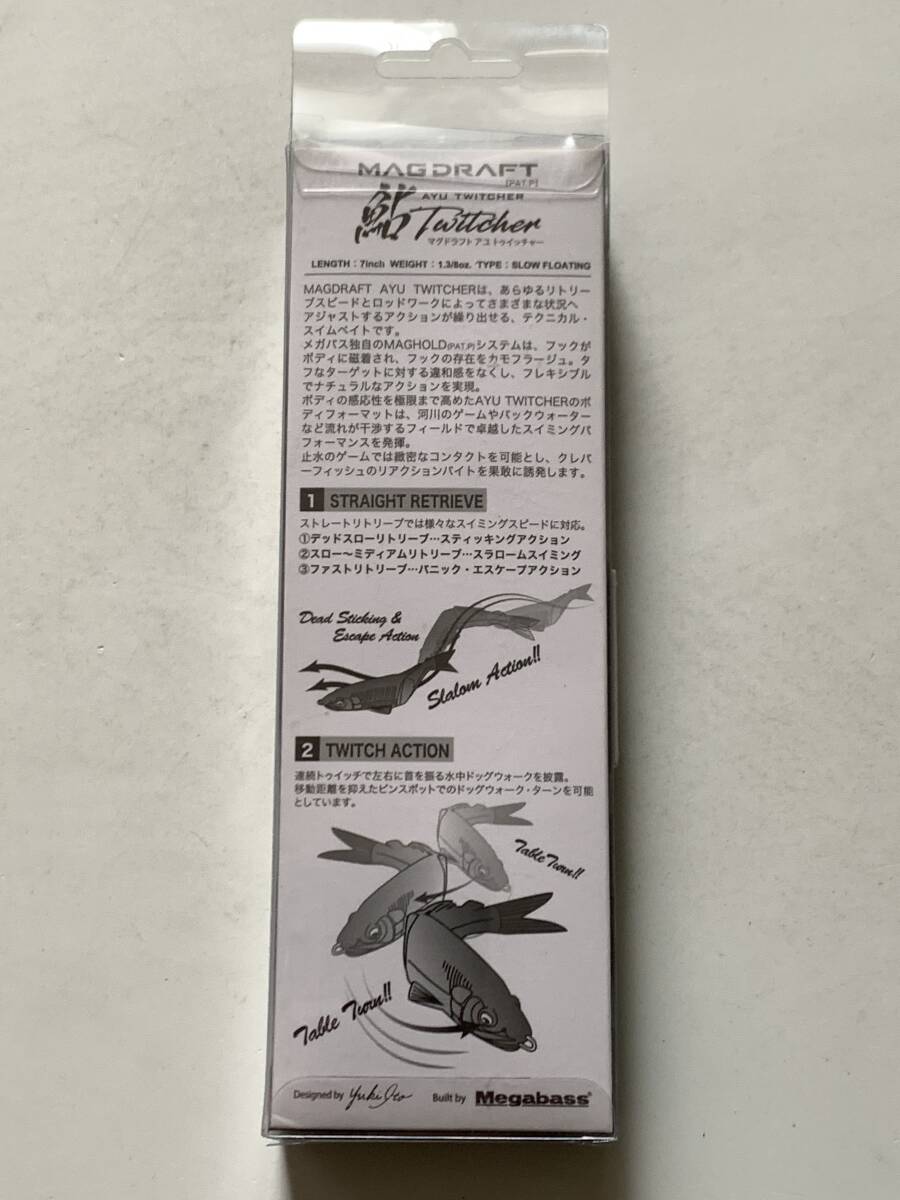 MAGDRAFT
[PAT.P]
鮎 AYU TWITCHER
Twitcher
マグドラフト アユ トゥイッチャー
LENGTH : 7inch WEIGHT : 1.3/8oz. TYPE : SLOW FLOATING
MAGDRAFT AYU TWITCHERは、あらゆるリトリー
ブスピードとロッドワークによってさまざまな状況へ
アジャストするアクションが繰り出せる、テクニカル・
スイムベイトです。
メガバス独自のMAGHOLD(PAT.P)システムは、フックが
ボディに磁着され、フックの存在をカモフラージュ。タ
フなターゲットに対する違和感をなくし、フレキシブル
でナチュラルなアクションを実現。
ボディの感応性を極限まで高めたAYU TWITCHERのボ
ディフォーマットは、河川のゲームやバックウォーター
など流れが干渉するフィールドで卓越したスイミングパ
フォーマンスを発揮。
止水のゲームでは緻密なコンタクトを可能とし、クレバ
ーフィッシュのリアクションバイトを果敢に誘発します。
1 STRAIGHT RETRIEVE
ストレートリトリーブでは様々なスイミングスピードに対応。
①デッドスローリトリーブ…スティッキングアクション
②スロー〜ミディアムリトリーブ…スラロームスイミング
③ファストリトリーブ…パニック・エスケープアクション
Dead Sticking &
Escape Action
Slalom Action!!
2 TWITCH ACTION
連続トゥイッチで左右に首を振る水中ドッグウォークを披露。
移動距離を抑えたピンスポットでのドッグウォーク・ターンを可能
としています。
Table Turn!!
Table Turn!!
Designed by Yuki Ito Built by Megabass®